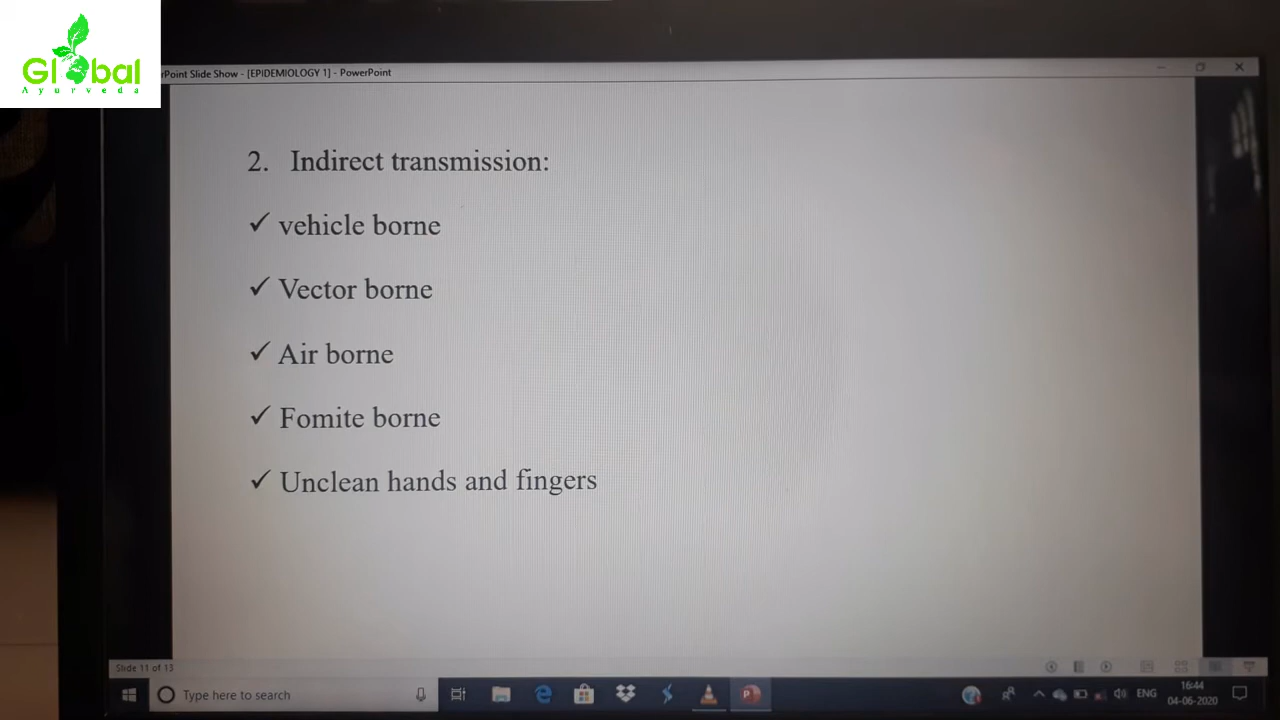 Global
Ayurveda
rPoint Slide Show - [EPIDEMIOLOGY 1] - PowerPoint
2. Indirect transmission:
✓ vehicle borne
✓ Vector borne
✓ Air borne
✓ Fomite borne
✓ Unclean hands and fingers
Slide 11 of 13
Type here to search
ENG
16:44
04-06-2020